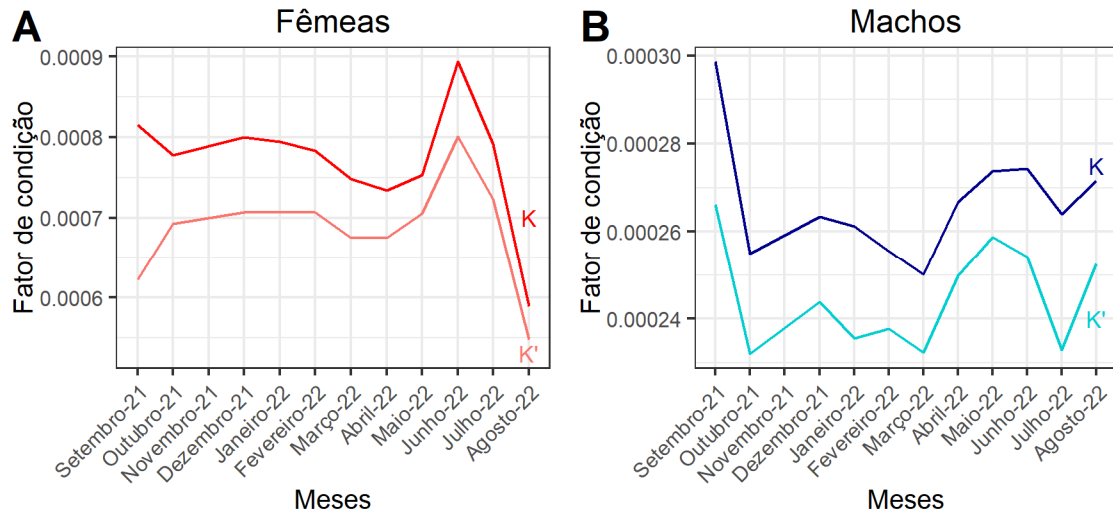 A
Fêmeas
Fator de condição
0.0009
0.0008
0.0007
0.0006
K
K'
Setembro-21
Outubro-21
Novembro-21
Dezembro-21
Janeiro-22
Fevereiro-22
Março-22
Abril-22
Maio-22
Junho-22
Julho-22
Agosto-22
Meses
B
Machos
Fator de condição
0.00030
0.00028
0.00026
0.00024
K
K'
Setembro-21
Outubro-21
Novembro-21
Dezembro-21
Janeiro-22
Fevereiro-22
Março-22
Abril-22
Maio-22
Junho-22
Julho-22
Agosto-22
Meses